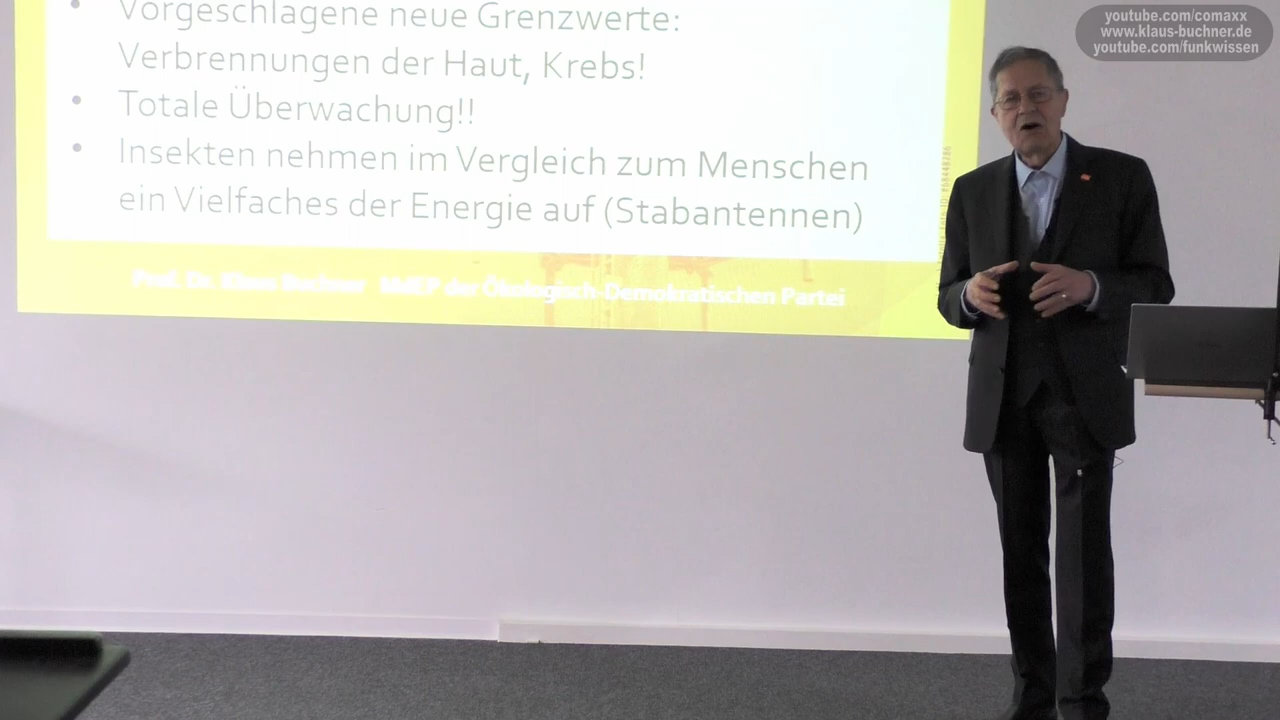 youtube.com/comaxx
www.klaus-buchner.de
youtube.com/funkwissen
• Vorgeschlagene neue Grenzwerte:
Verbrennungen der Haut, Krebs!
• Totale Überwachung!!
• Insekten nehmen im Vergleich zum Menschen
ein Vielfaches der Energie auf (Stabantennen)
Prof. Dr. Klaus Buchner MdEP der Ökologisch-Demokratischen Partei